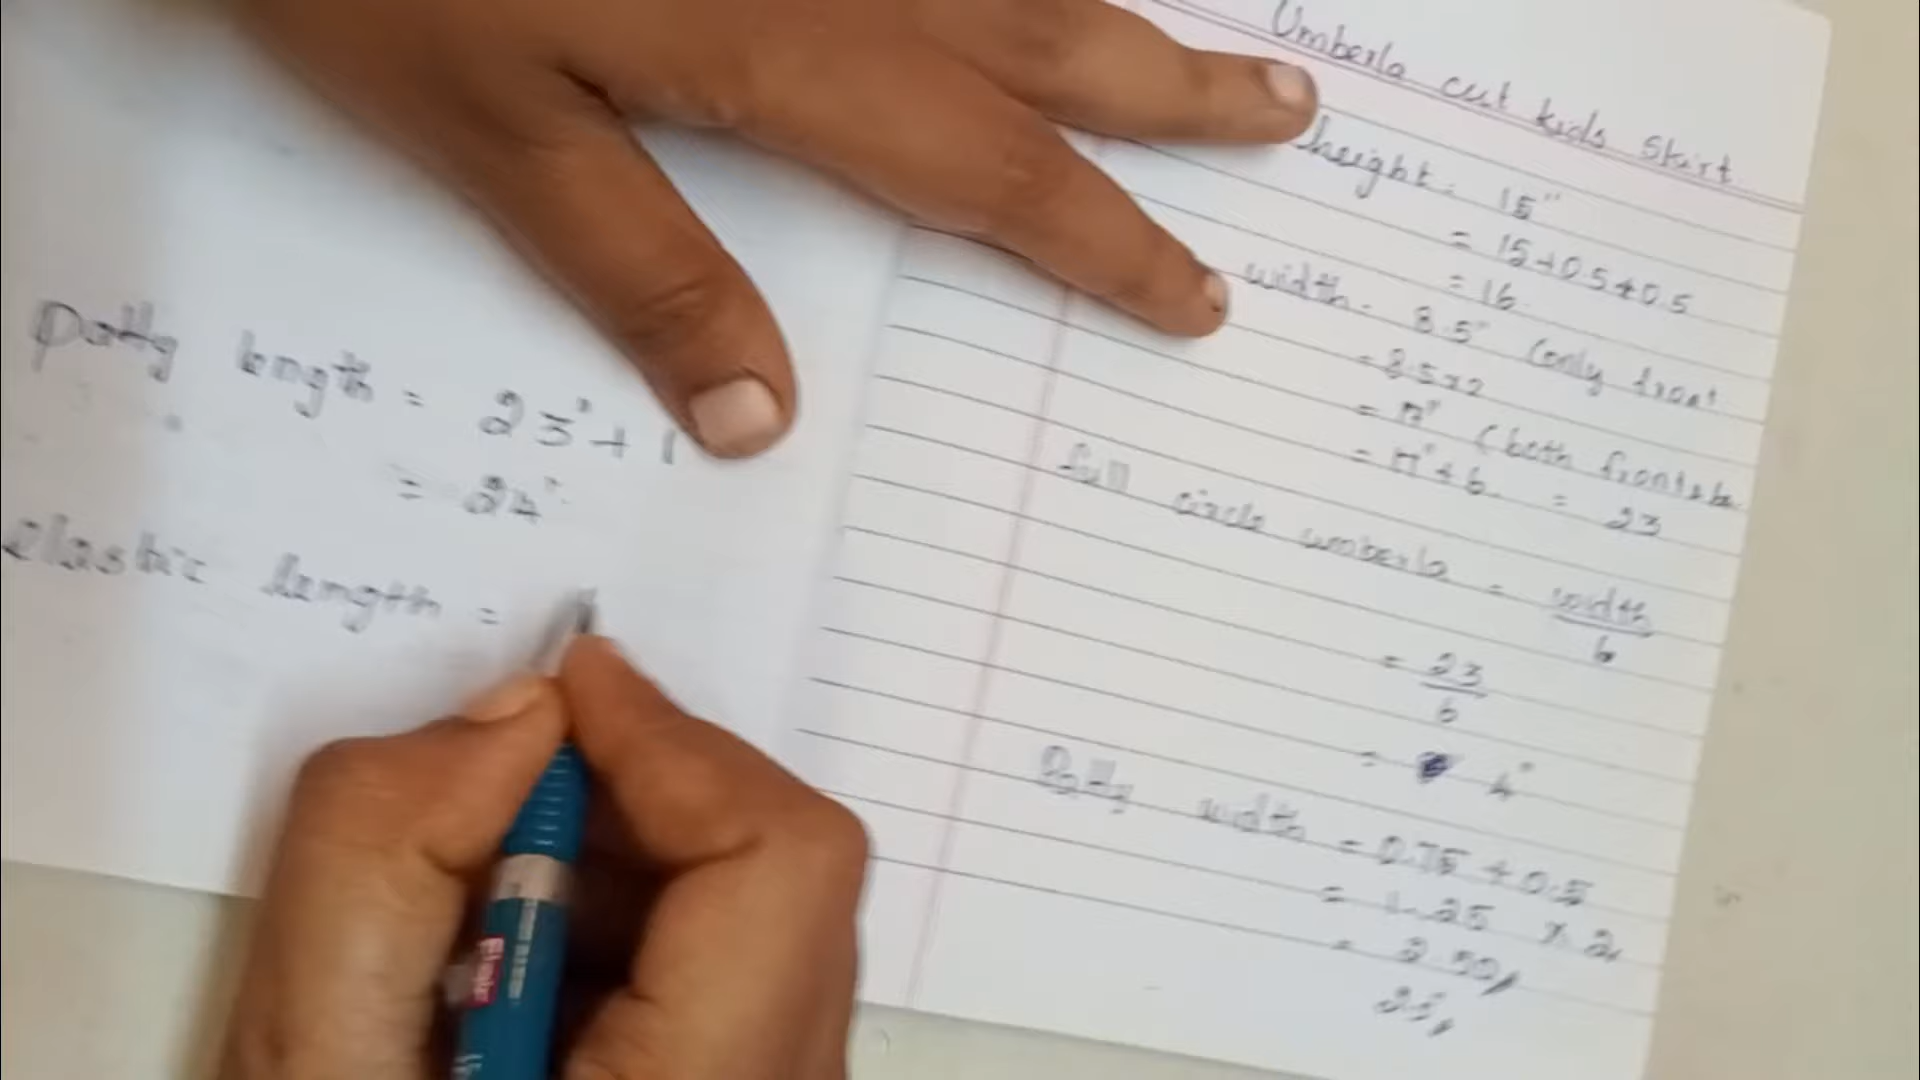 Patty length = 23" + 1
= 24"
elastic length =
Umberla cut kids Skirt
height = 15"
= 15+0.5+0.5
= 16
width = 8.5" (only front
= 8.5x2
= 17" (both front&b
= 17"+6 = 23
full circle umberla = width
6
= 23
6
= 4"
Patty width = 0.75 + 0.5
= 1.25 x 2
= 2.50,